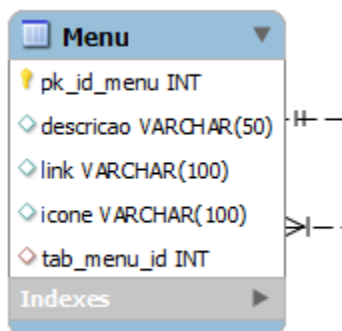 Menu
pk_id_menu INT
descricao VARCHAR(50)
link VARCHAR(100)
icone VARCHAR(100)
tab_menu_id INT
Indexes